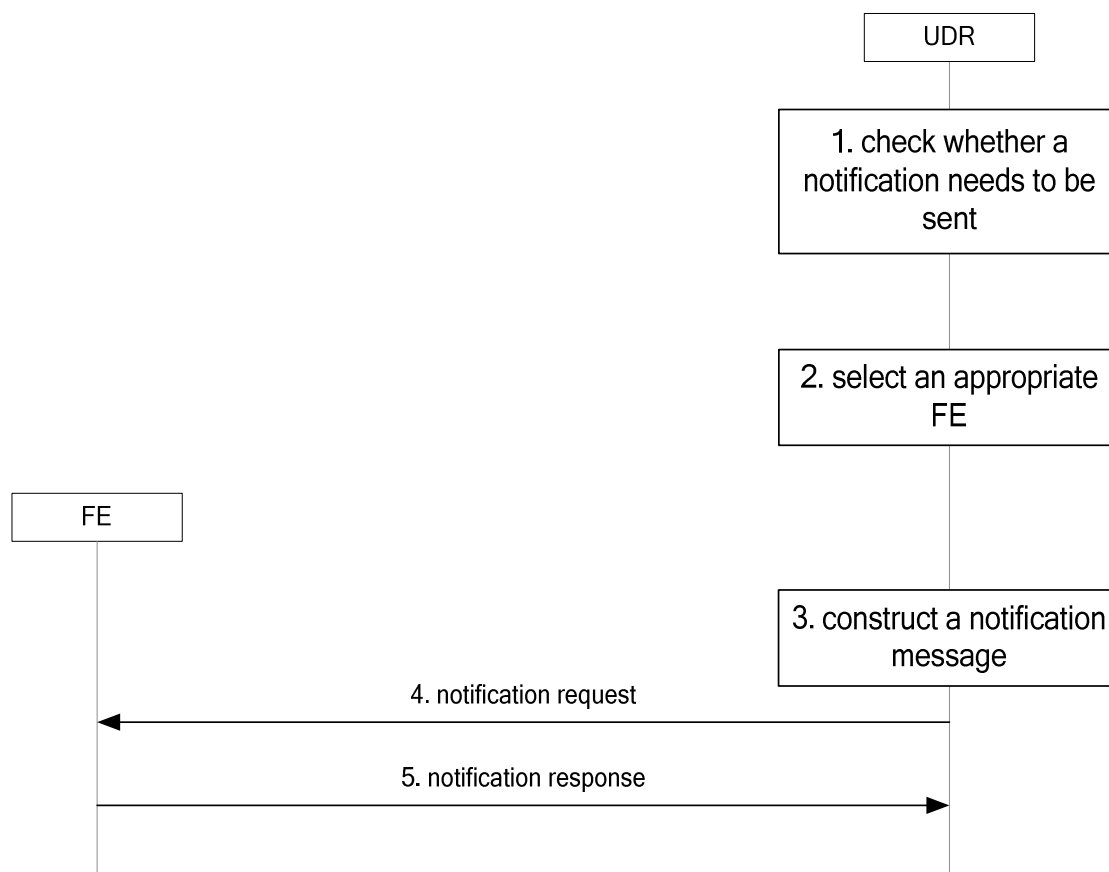 UDR
1. check whether a
notification needs to be
sent
2. select an appropriate
FE
FE
3. construct a notification
message
4. notification request
5. notification response